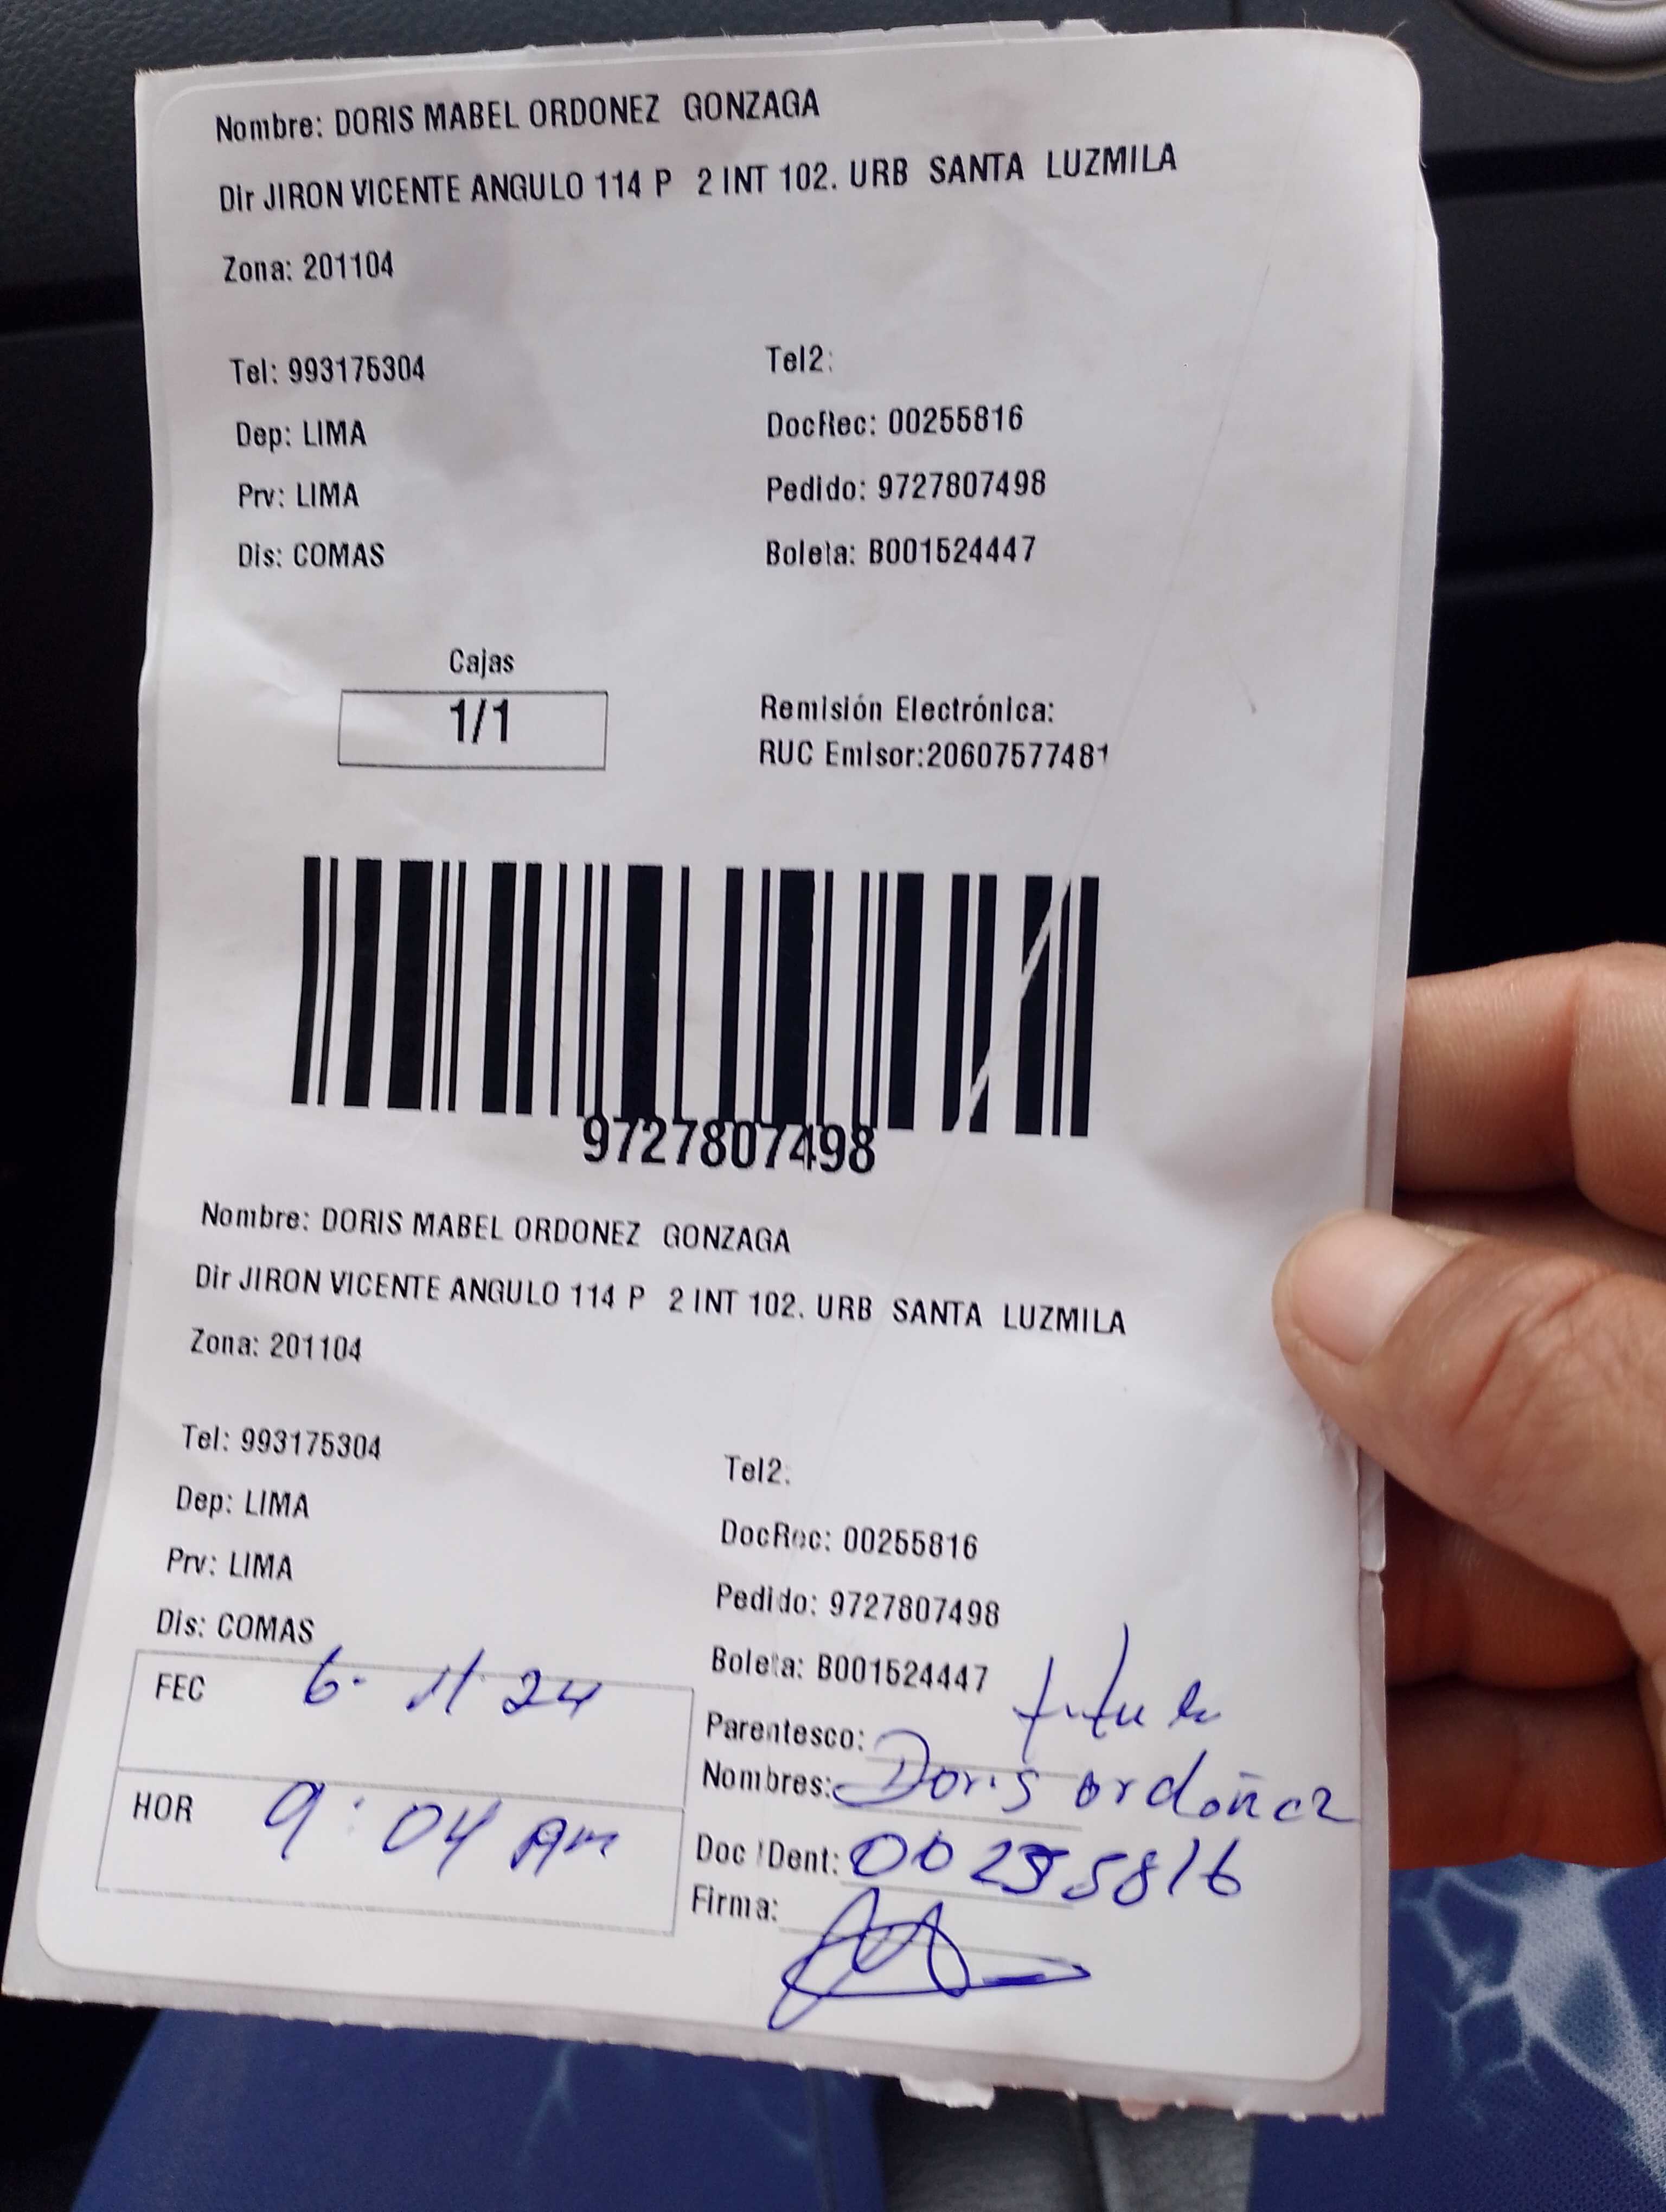 Nombre: DORIS MABEL ORDONEZ GONZAGA
Dir JIRON VICENTE ANGULO 114 P 2 INT 102. URB SANTA LUZMILA
Zona: 201104
Tel: 993175304
Tel2:
Dep: LIMA
DocRec: 00255816
Prv: LIMA
Pedido: 9727807498
Dis: COMAS
Boleta: B001524447
Cajas
1/1
Remisión Electrónica:
RUC Emisor:20607577481
9727807498
Nombre: DORIS MABEL ORDONEZ GONZAGA
Dir JIRON VICENTE ANGULO 114 P 2 INT 102. URB SANTA LUZMILA
Zona: 201104
Tel: 993175304
Tel2:
Dep: LIMA
DocRec: 00255816
Prv: LIMA
Pedido: 9727807498
Dis: COMAS
Boleta: B001524447
FEC 6-11-24
Parentesco:
Nombres: Doris ordoñez
HOR 9:04 Am
Doc IDent: 00255816
Firma: